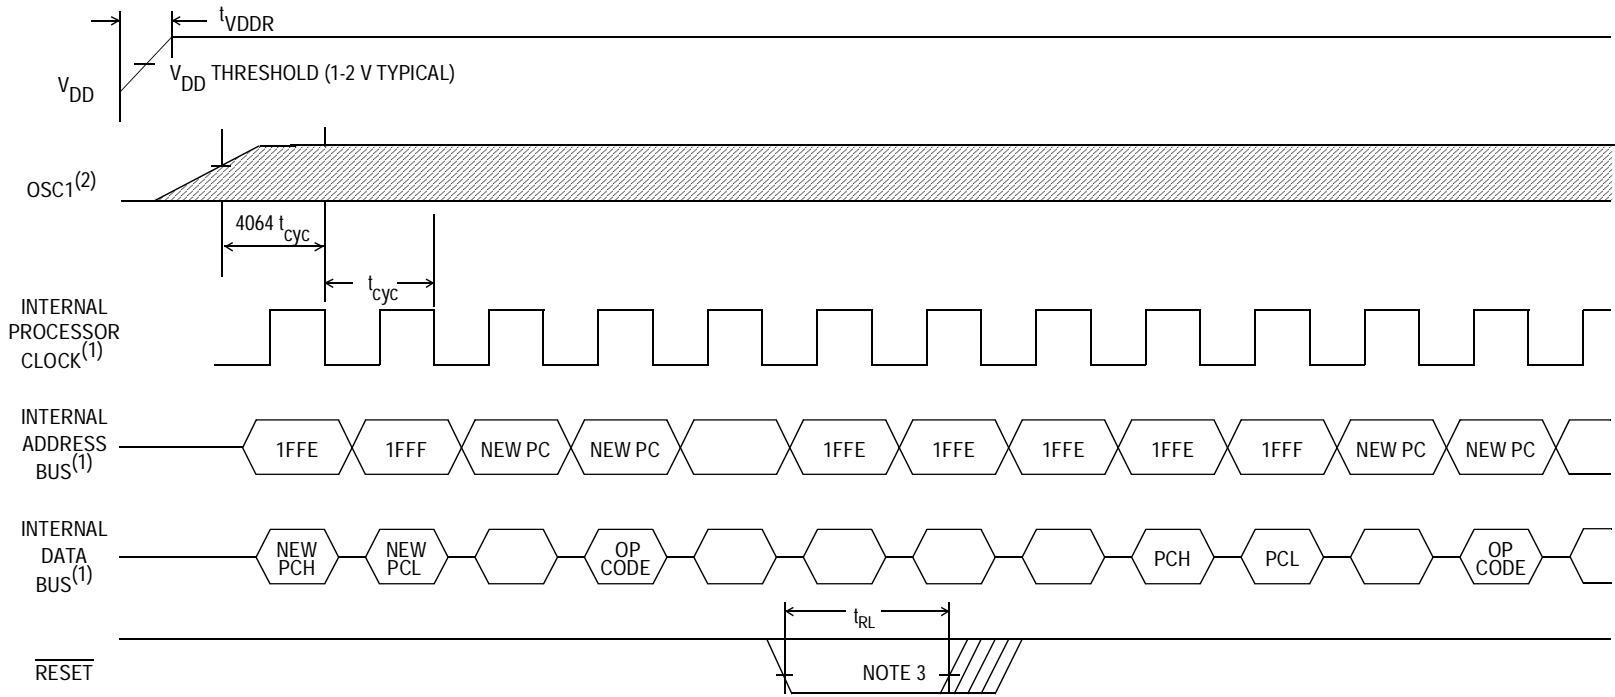 tVDDR
VDD THRESHOLD (1-2 V TYPICAL)
VDD
OSC1(2)
4064 tcyc
tcyc
INTERNAL
PROCESSOR
CLOCK(1)
INTERNAL
ADDRESS
BUS(1)
1FFE 1FFF NEW PC NEW PC 1FFE 1FFE 1FFE 1FFE 1FFF NEW PC NEW PC
INTERNAL
DATA
BUS(1)
NEW
PCH
NEW
PCL
OP
CODE
PCH
PCL
OP
CODE
tRL
RESET
NOTE 3